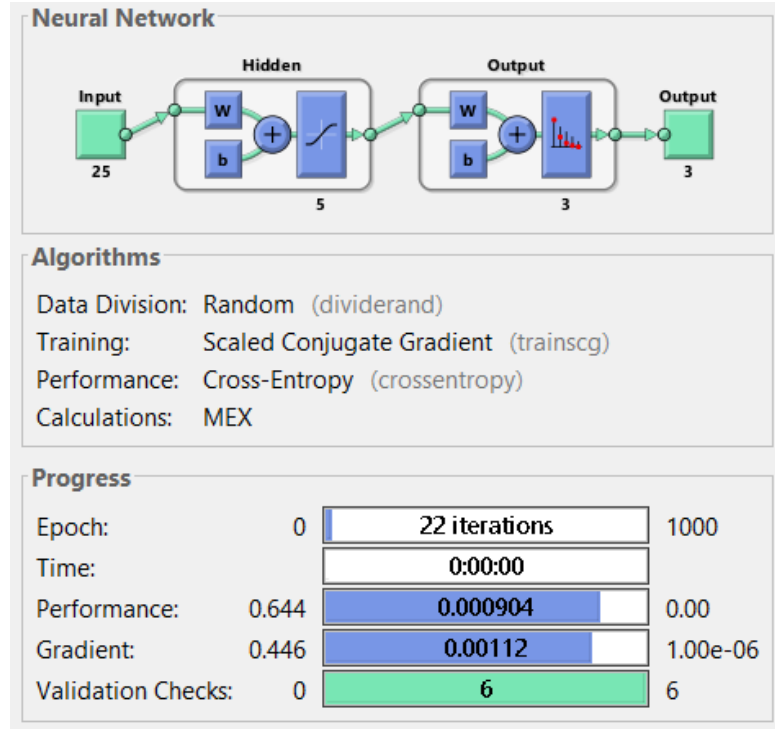 Neural Network
Hidden
Output
Input
Output
W
b
+
W
b
+
25
5
3
3
Algorithms
Data Division: Random (dividerand)
Training: Scaled Conjugate Gradient (trainscg)
Performance: Cross-Entropy (crossentropy)
Calculations: MEX
Progress
Epoch: 0 22 iterations 1000
Time: 0:00:00
Performance: 0.644 0.000904 0.00
Gradient: 0.446 0.00112 1.00e-06
Validation Checks: 0 6 6